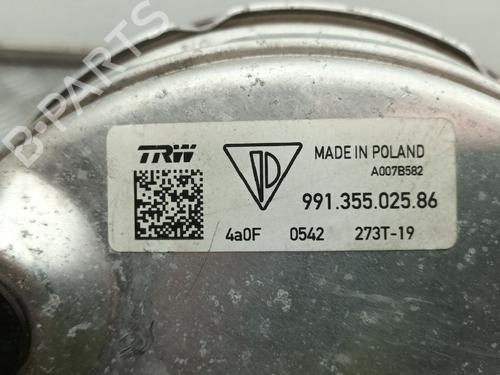 B-PARTS
TRW
MADE IN POLAND
A007B582
991.355.025.86
4a0F 0542 273T-19